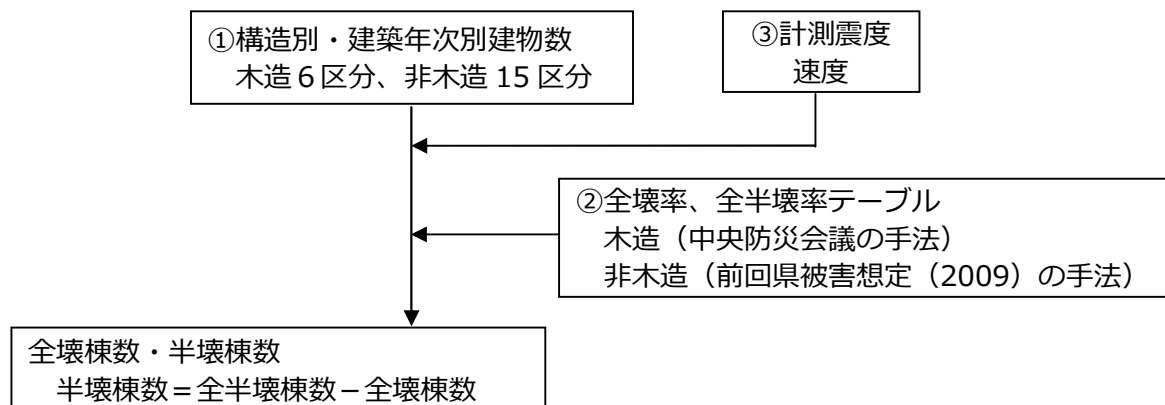 ①構造別・建築年次別建物数
木造６区分、非木造 15 区分
③計測震度
速度
②全壊率、全半壊率テーブル
木造（中央防災会議の手法）
非木造（前回県被害想定（2009）の手法）
全壊棟数・半壊棟数
半壊棟数＝全半壊棟数－全壊棟数